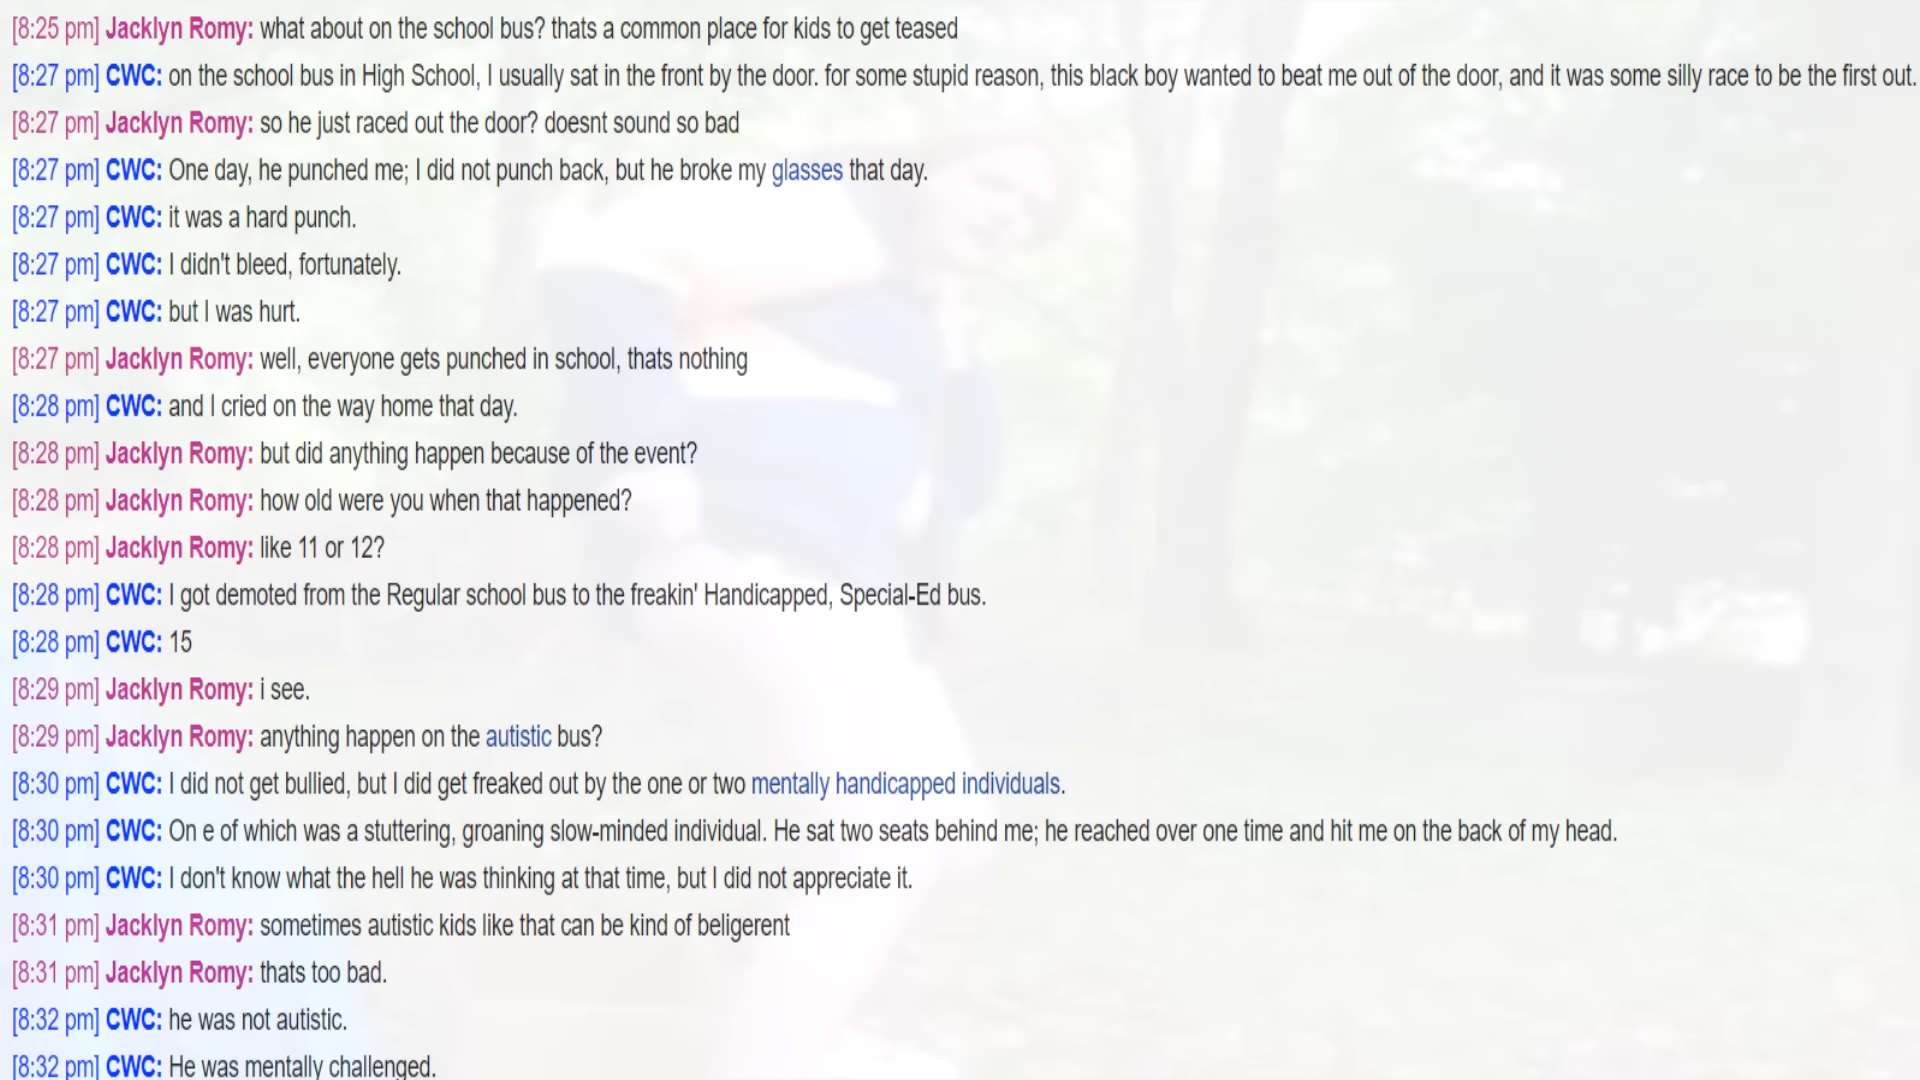 [8:25 pm] Jacklyn Romy: what about on the school bus? thats a common place for kids to get teased
[8:27 pm] CWC: on the school bus in High School, I usually sat in the front by the door. for some stupid reason, this black boy wanted to beat me out of the door, and it was some silly race to be the first out.
[8:27 pm] Jacklyn Romy: so he just raced out the door? doesnt sound so bad
[8:27 pm] CWC: One day, he punched me; I did not punch back, but he broke my glasses that day.
[8:27 pm] CWC: it was a hard punch.
[8:27 pm] CWC: I didn't bleed, fortunately.
[8:27 pm] CWC: but I was hurt.
[8:27 pm] Jacklyn Romy: well, everyone gets punched in school, thats nothing
[8:28 pm] CWC: and I cried on the way home that day.
[8:28 pm] Jacklyn Romy: but did anything happen because of the event?
[8:28 pm] Jacklyn Romy: how old were you when that happened?
[8:28 pm] Jacklyn Romy: like 11 or 12?
[8:28 pm] CWC: I got demoted from the Regular school bus to the freakin' Handicapped, Special-Ed bus.
[8:28 pm] CWC: 15
[8:29 pm] Jacklyn Romy: i see.
[8:29 pm] Jacklyn Romy: anything happen on the autistic bus?
[8:30 pm] CWC: I did not get bullied, but I did get freaked out by the one or two mentally handicapped individuals.
[8:30 pm] CWC: On e of which was a stuttering, groaning slow-minded individual. He sat two seats behind me; he reached over one time and hit me on the back of my head.
[8:30 pm] CWC: I don't know what the hell he was thinking at that time, but I did not appreciate it.
[8:31 pm] Jacklyn Romy: sometimes autistic kids like that can be kind of beligerent
[8:31 pm] Jacklyn Romy: thats too bad.
[8:32 pm] CWC: he was not autistic.
[8:32 pm] CWC: He was mentally challenged.